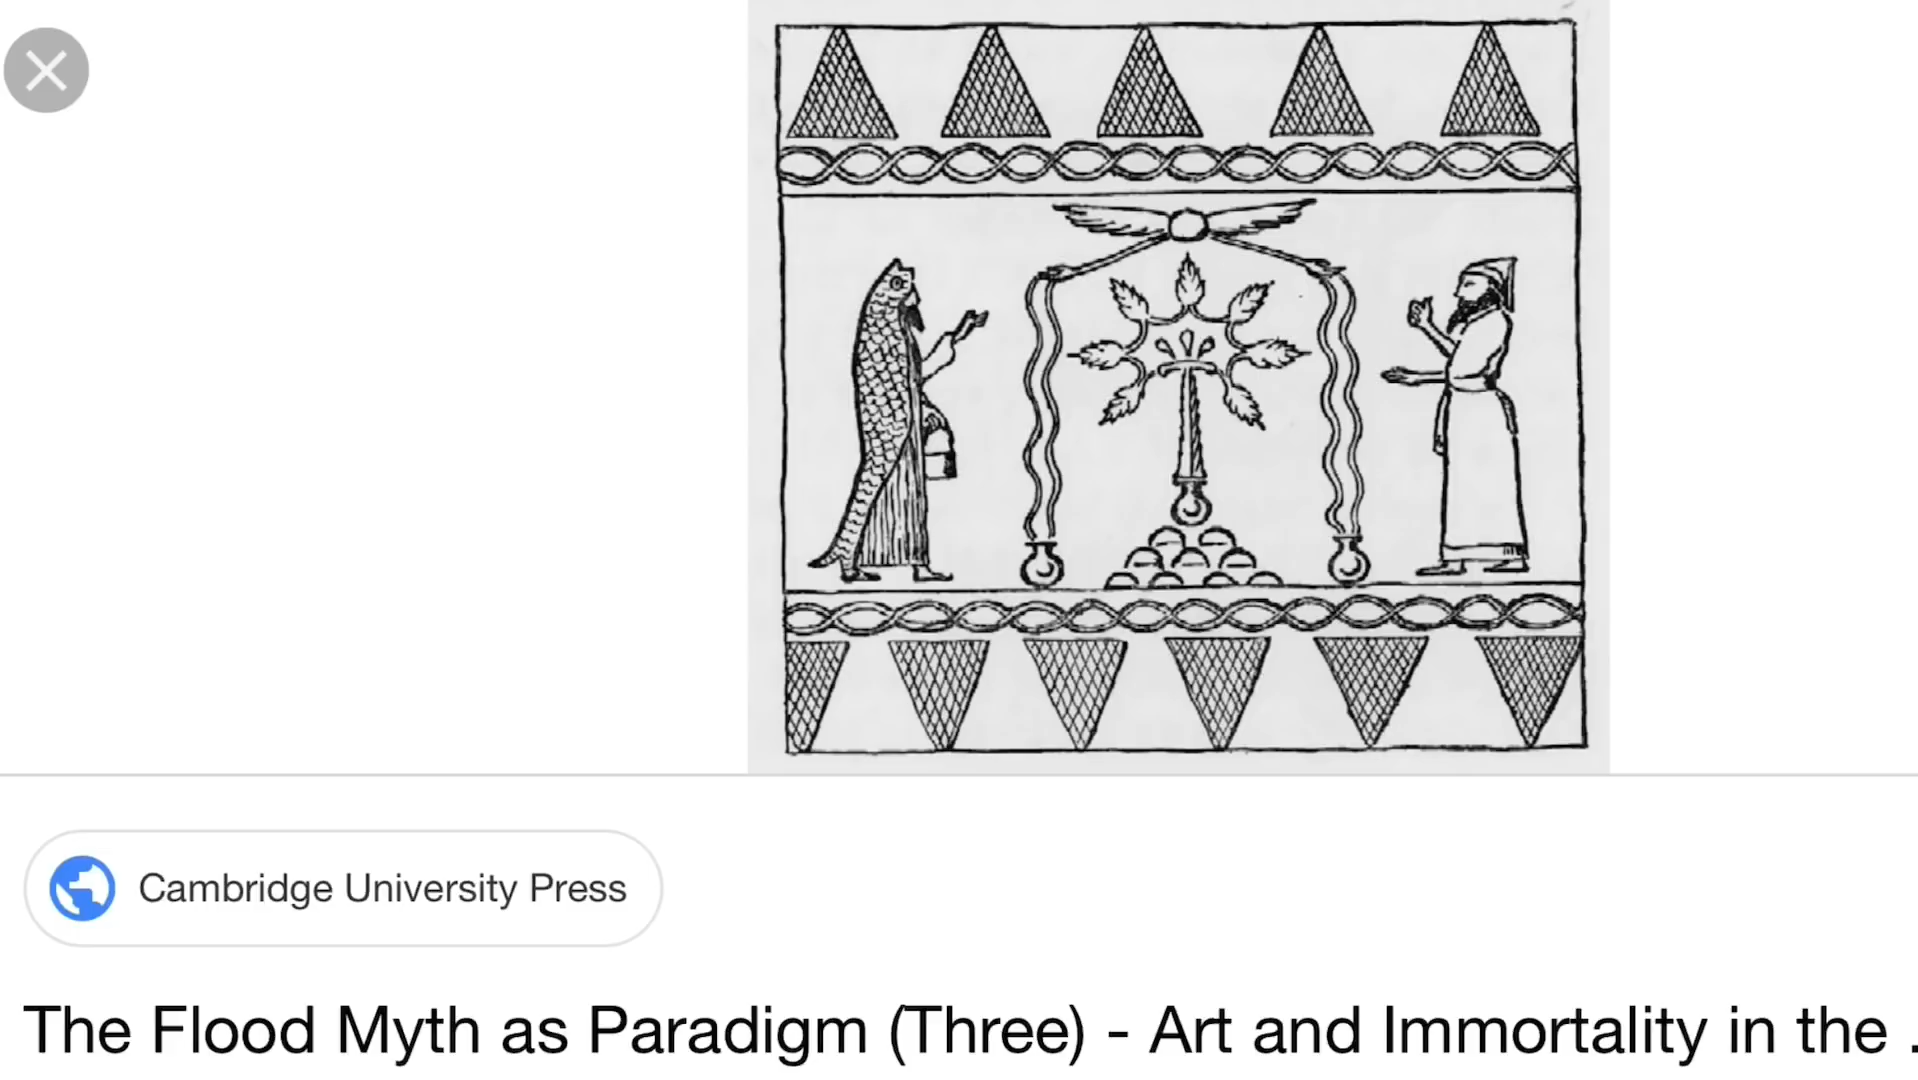 Cambridge University Press
The Flood Myth as Paradigm (Three) - Art and Immortality in the .